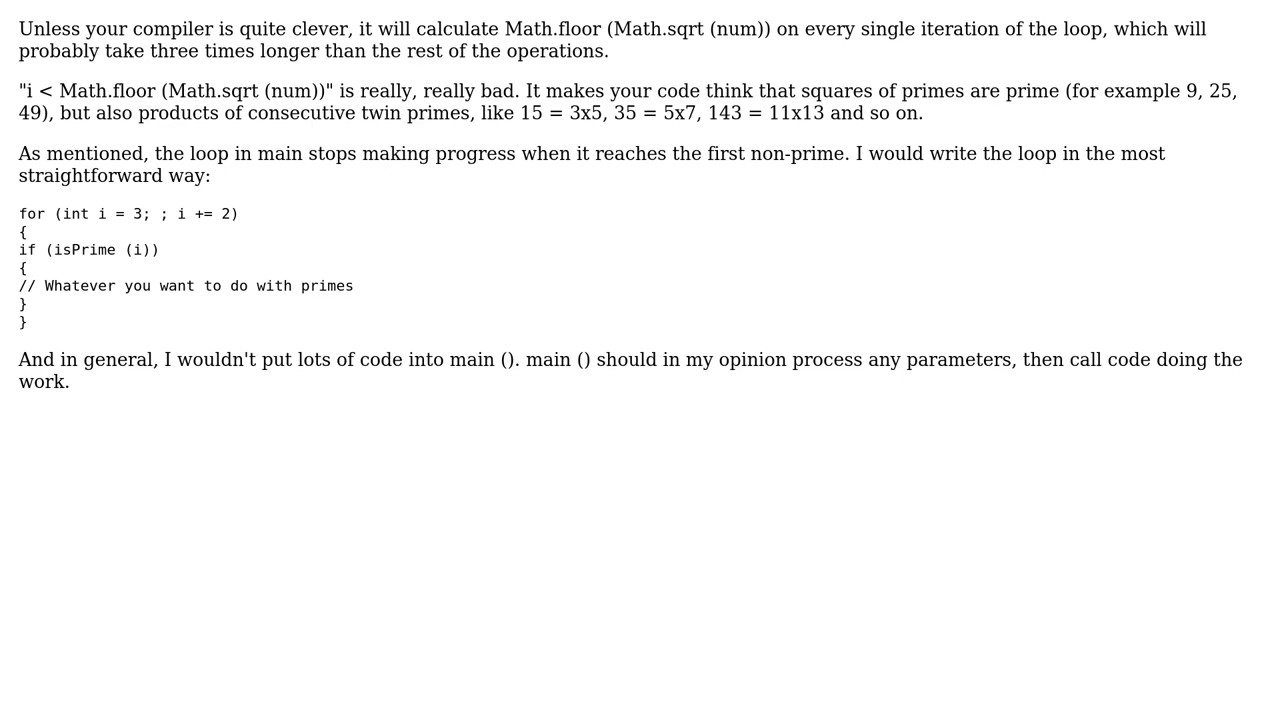 Unless your compiler is quite clever, it will calculate Math.floor (Math.sqrt (num)) on every single iteration of the loop, which will
probably take three times longer than the rest of the operations.
"i < Math.floor (Math.sqrt (num))" is really, really bad. It makes your code think that squares of primes are prime (for example 9, 25,
49), but also products of consecutive twin primes, like 15 = 3x5, 35 = 5x7, 143 = 11x13 and so on.
As mentioned, the loop in main stops making progress when it reaches the first non-prime. I would write the loop in the most
straightforward way:
for (int i = 3; ; i += 2)
{
if (isPrime (i))
{
// Whatever you want to do with primes
}
}
And in general, I wouldn't put lots of code into main (). main () should in my opinion process any parameters, then call code doing the
work.